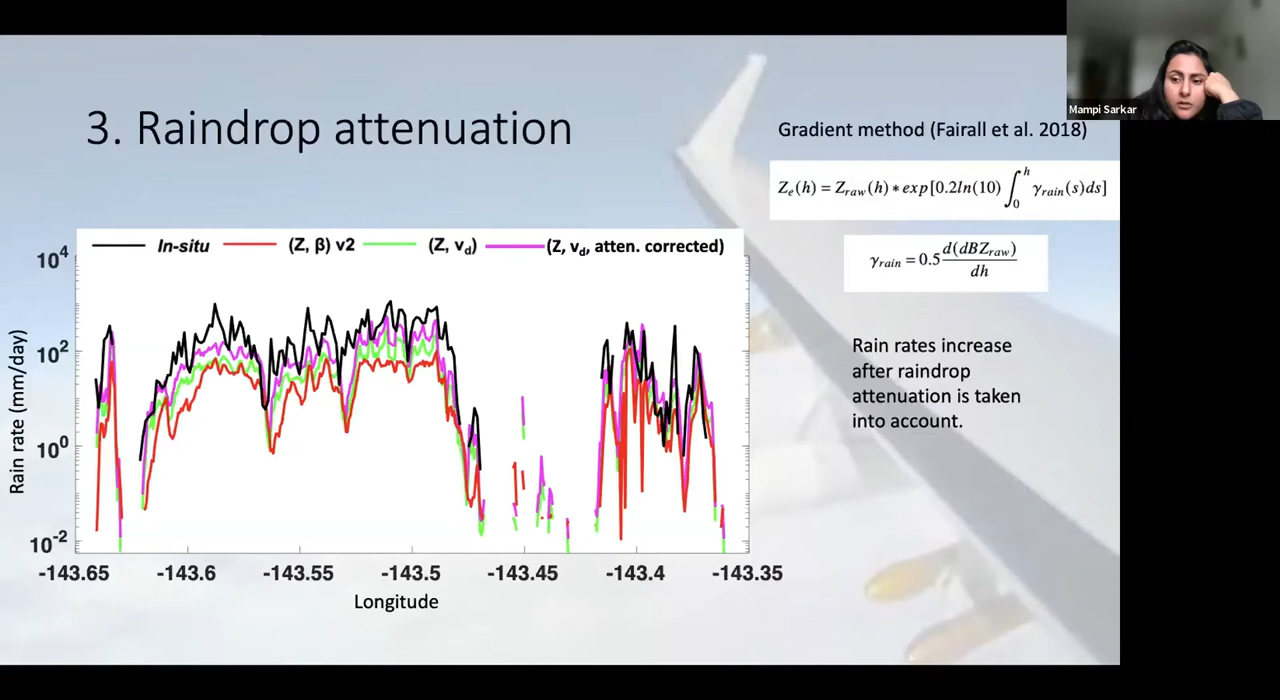 Mampi Sarkar
3. Raindrop attenuation
Gradient method (Fairall et al. 2018)
Z_e(h) = Z_raw(h) * exp[0.2ln(10) ∫_0^h γ_rain(s)ds]
γ_rain = 0.5 d(dBZ_raw)/dh
In-situ (Z, β) v2 (Z, v_d) (Z, v_d, atten. corrected)
Rain rate (mm/day)
10^4
10^2
10^0
10^-2
-143.65 -143.6 -143.55 -143.5 -143.45 -143.4 -143.35
Longitude
Rain rates increase
after raindrop
attenuation is taken
into account.